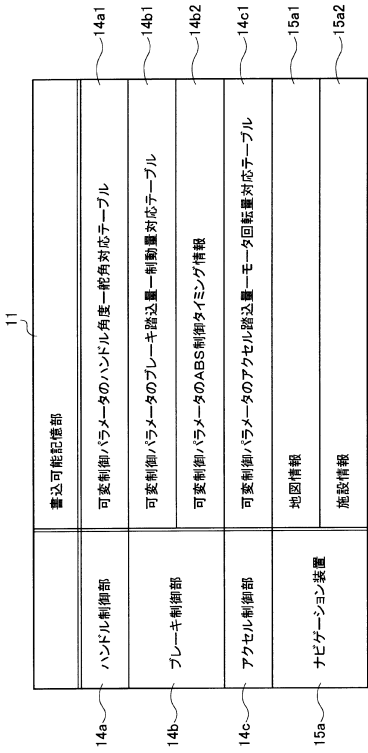 11
書込可能記憶部
14a
ハンドル制御部
可変制御パラメータのハンドル角度ー舵角対応テーブル
14a1
14b
ブレーキ制御部
可変制御パラメータのブレーキ踏込量ー制動量対応テーブル
14b1
可変制御パラメータのABS制御タイミング情報
14b2
14c
アクセル制御部
可変制御パラメータのアクセル踏込量ーモータ回転量対応テーブル
14c1
15a
ナビゲーション装置
地図情報
15a1
施設情報
15a2